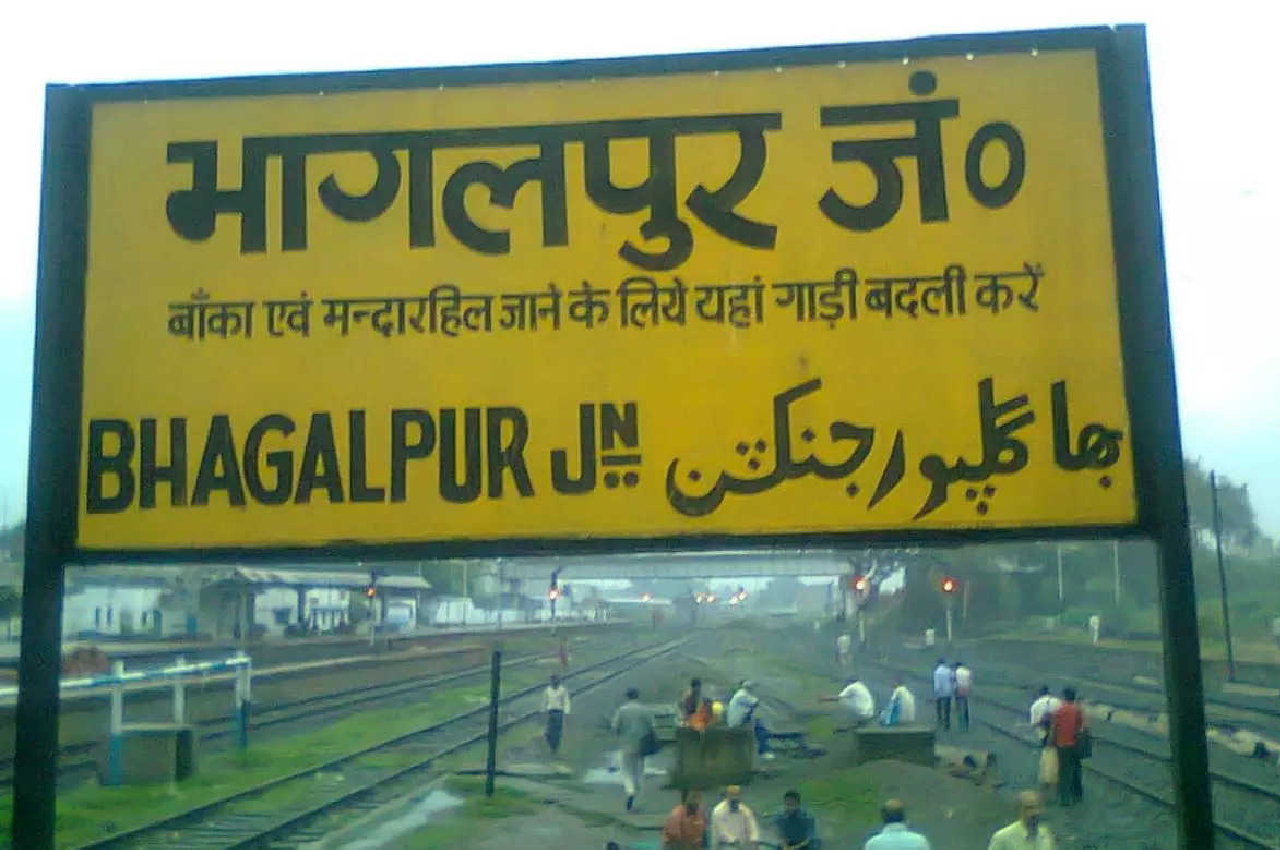 भागलपुर जं०
बाँका एवं मन्दारहिल जाने के लिये यहां गाड़ी बदली करें
BHAGALPUR JN
بھاگلپور جنکشن